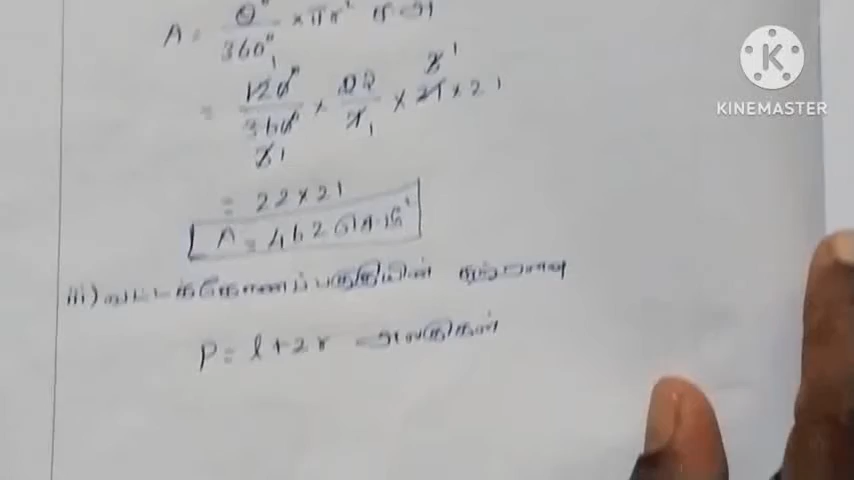 A = θ°/360° × πr² ச.அ
KINEMASTER
= 120°/360° × 22/7 × 21 × 21
= 22 × 21
A = 462 செ.மீ²
iii) வட்டக்கோணப்பகுதியின் சுற்றளவு
P = l + 2r அலகுகள்